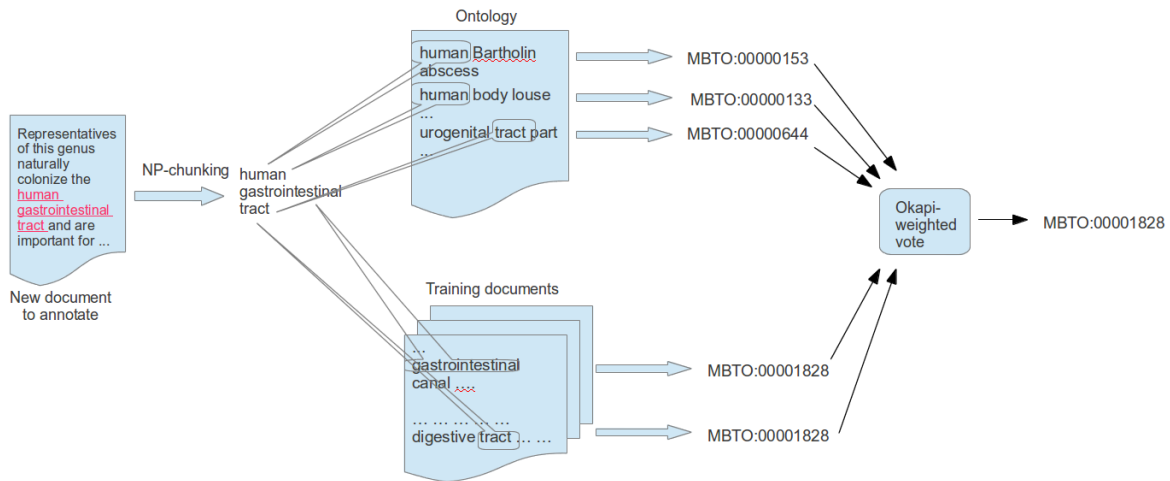 Ontology
human Bartholin
abscess
human body louse
...
urogenital tract part
...
MBTO:00000153
MBTO:00000133
MBTO:00000644
Representatives
of this genus
naturally
colonize the
human
gastrointestinal
tract and are
important for ...
New document
to annotate
NP-chunking
human
gastrointestinal
tract
Okapi-
weighted
vote
MBTO:00001828
Training documents
...
gastrointestinal
canal ....
... ... ... ... ...
digestive tract ... ...
MBTO:00001828
MBTO:00001828